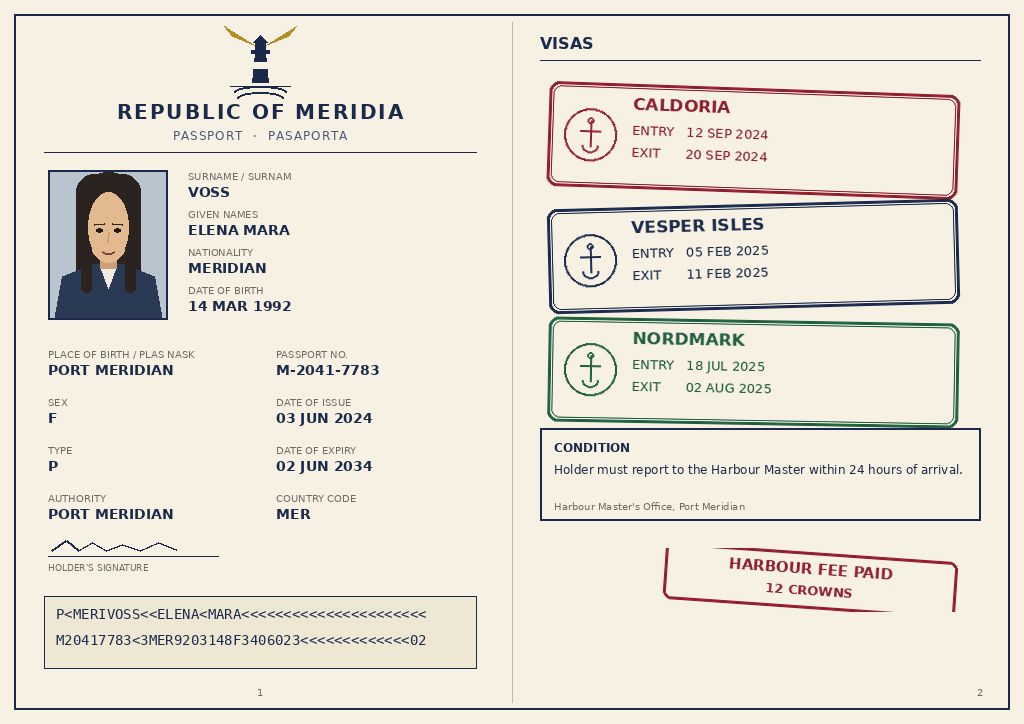 REPUBLIC OF MERIDIA
PASSPORT · PASAPORTA
SURNAME / SURNAM
VOSS
GIVEN NAMES
ELENA MARA
NATIONALITY
MERIDIAN
DATE OF BIRTH
14 MAR 1992
PLACE OF BIRTH / PLAS NASK
PORT MERIDIAN
PASSPORT NO.
M-2041-7783
SEX
F
DATE OF ISSUE
03 JUN 2024
TYPE
P
DATE OF EXPIRY
02 JUN 2034
AUTHORITY
PORT MERIDIAN
COUNTRY CODE
MER
HOLDER'S SIGNATURE
P<MERIVOSS<<ELENA<MARA<<<<<<<<<<<<<<<<<<<<<<
M20417783<3MER9203148F3406023<<<<<<<<<<<<<02
1
VISAS
CALDORIA
ENTRY 12 SEP 2024
EXIT 20 SEP 2024
VESPER ISLES
ENTRY 05 FEB 2025
EXIT 11 FEB 2025
NORDMARK
ENTRY 18 JUL 2025
EXIT 02 AUG 2025
CONDITION
Holder must report to the Harbour Master within 24 hours of arrival.
Harbour Master's Office, Port Meridian
HARBOUR FEE PAID
12 CROWNS
2